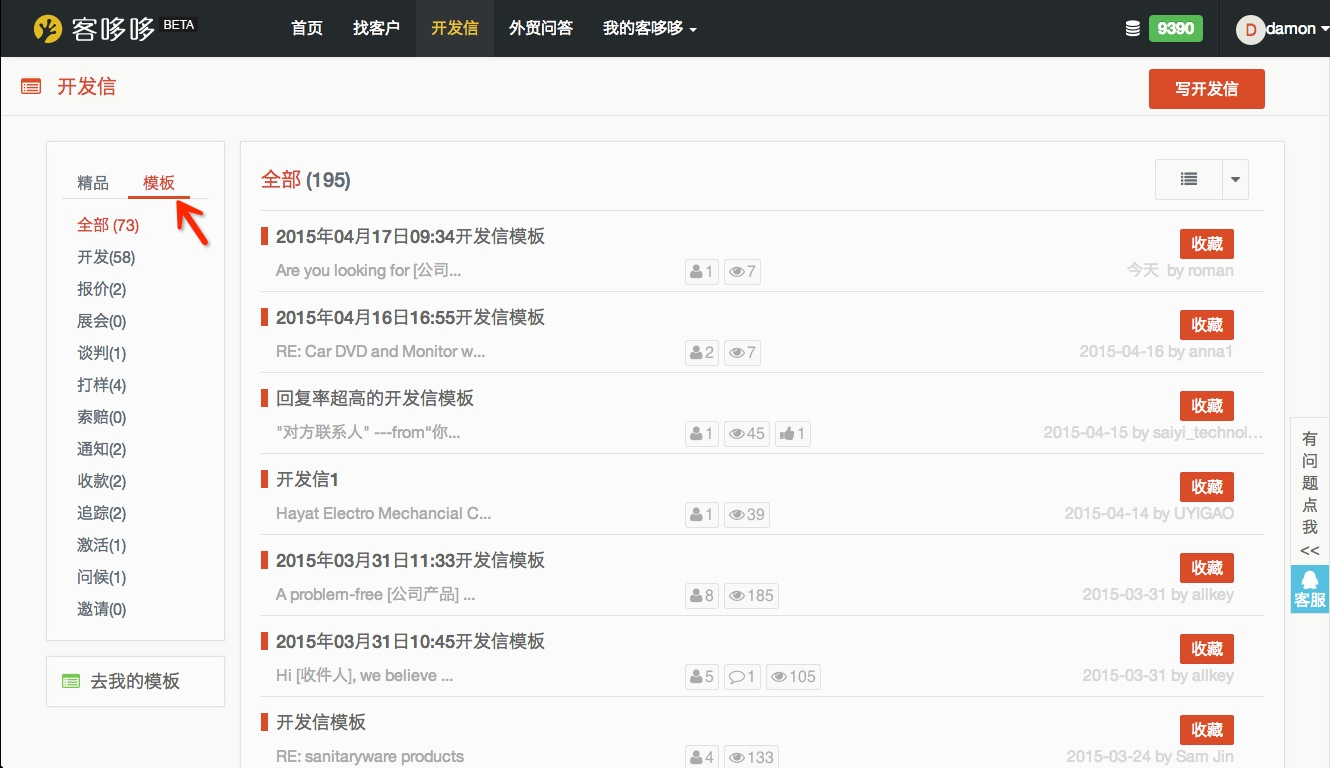 客哆哆 BETA
首页 找客户 开发信 外贸问答 我的客哆哆
9390
D damon
开发信
写开发信
精品 模板
全部 (73)
开发(58)
报价(2)
展会(0)
谈判(1)
打样(4)
索赔(0)
通知(2)
收款(2)
追踪(2)
激活(1)
问候(1)
邀请(0)
去我的模板
全部 (195)
2015年04月17日09:34开发信模板
收藏
Are you looking for [公司...
1 7
今天 by roman
2015年04月16日16:55开发信模板
收藏
RE: Car DVD and Monitor w...
2 7
2015-04-16 by anna1
回复率超高的开发信模板
收藏
"对方联系人" ---from“你...
1 45 1
2015-04-15 by saiyi_technol...
开发信1
收藏
Hayat Electro Mechancial C...
1 39
2015-04-14 by UYIGAO
2015年03月31日11:33开发信模板
收藏
A problem-free [公司产品] ...
8 185
2015-03-31 by allkey
2015年03月31日10:45开发信模板
收藏
Hi [收件人], we believe ...
5 1 105
2015-03-31 by allkey
开发信模板
收藏
RE: sanitaryware products
4 133
2015-03-24 by Sam Jin
有问题点我
<<
客服